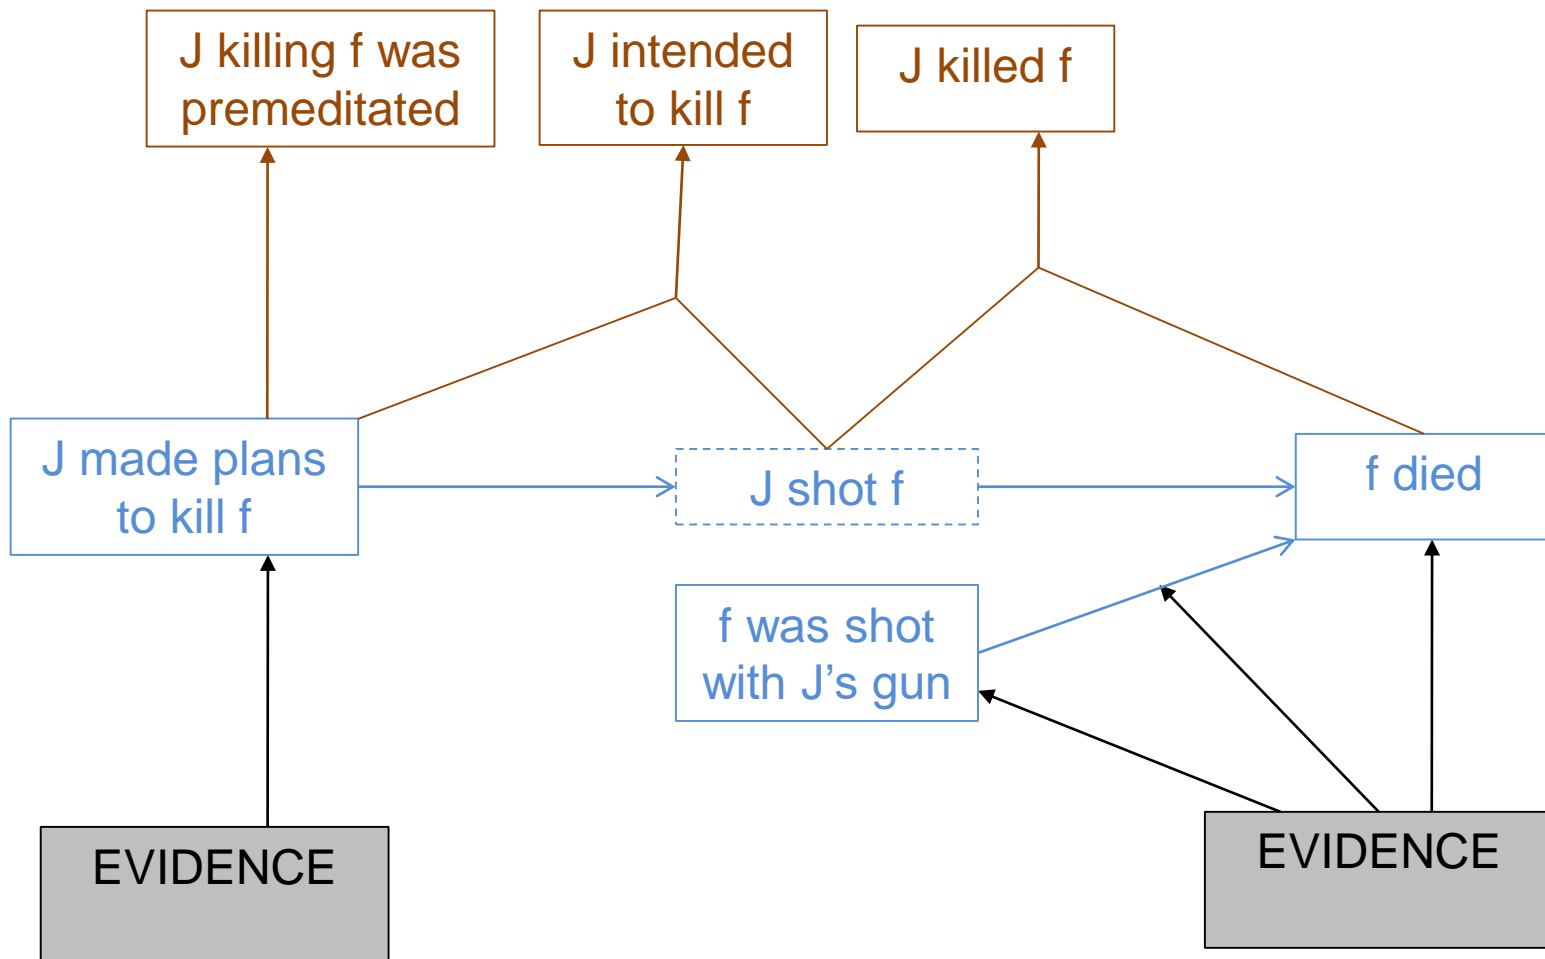 J killing f was
premeditated
J intended
to kill f
J killed f
J made plans
to kill f
J shot f
f died
f was shot
with J’s gun
EVIDENCE
EVIDENCE